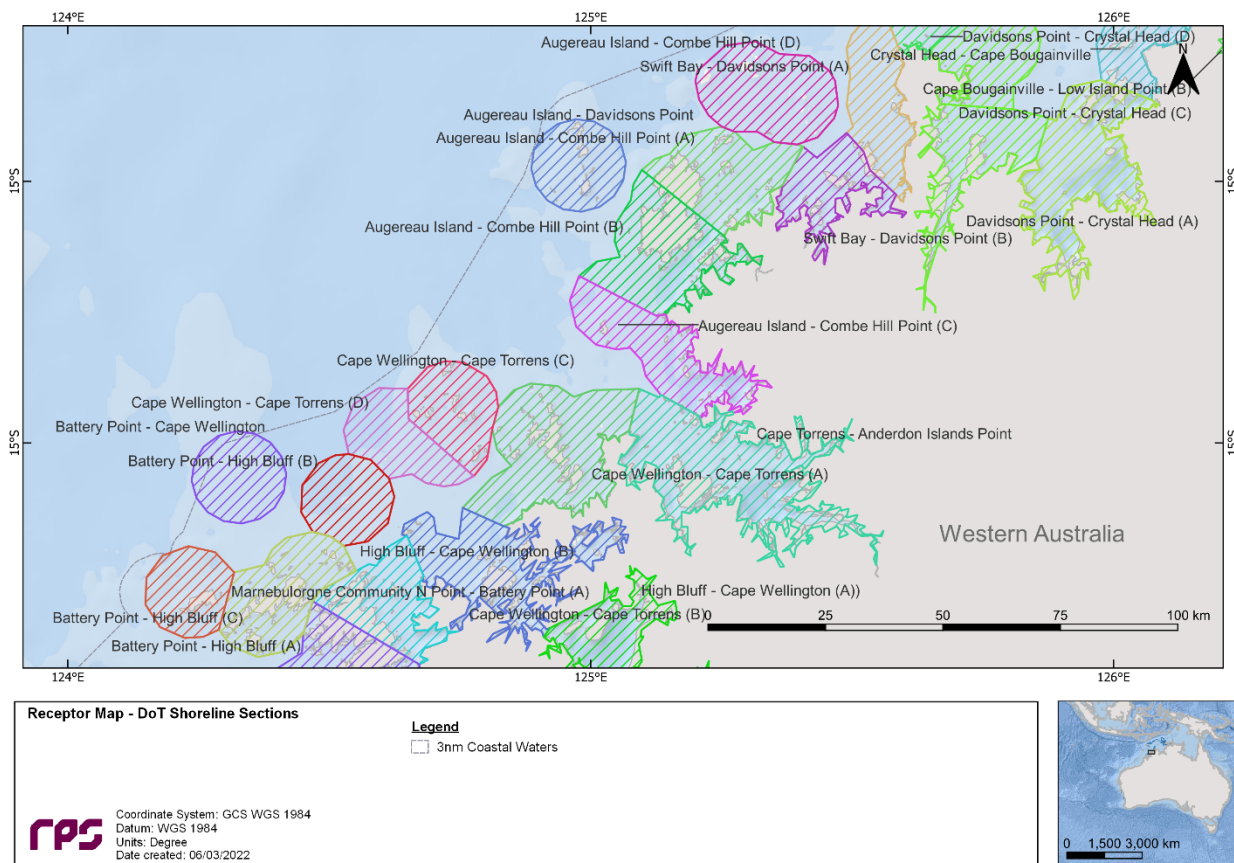 124°E
125°E
126°E
Augereau Island - Combe Hill Point (D)
Davidsons Point - Crystal Head (D)
Crystal Head - Cape Bougainville
N
Swift Bay - Davidsons Point (A)
Cape Bougainville - Low Island Point (B)
Augereau Island - Davidsons Point
Davidsons Point - Crystal Head (C)
Augereau Island - Combe Hill Point (A)
15°S
15°S
Augereau Island - Combe Hill Point (B)
Davidsons Point - Crystal Head (A)
Swift Bay - Davidsons Point (B)
Augereau Island - Combe Hill Point (C)
Cape Wellington - Cape Torrens (C)
Cape Wellington - Cape Torrens (D)
Battery Point - Cape Wellington
Cape Torrens - Anderdon Islands Point
15°S
15°S
Battery Point - High Bluff (B)
Cape Wellington - Cape Torrens (A)
Western Australia
High Bluff - Cape Wellington (B)
Marnebulorgne Community N Point - Battery Point (A)
High Bluff - Cape Wellington (A)
Battery Point - High Bluff (C)
Cape Wellington - Cape Torrens (B)
0 25 50 75 100 km
Battery Point - High Bluff (A)
124°E
125°E
126°E
Receptor Map - DoT Shoreline Sections
Legend
3nm Coastal Waters
rps
Coordinate System: GCS WGS 1984
Datum: WGS 1984
Units: Degree
Date created: 06/03/2022
0 1,500 3,000 km